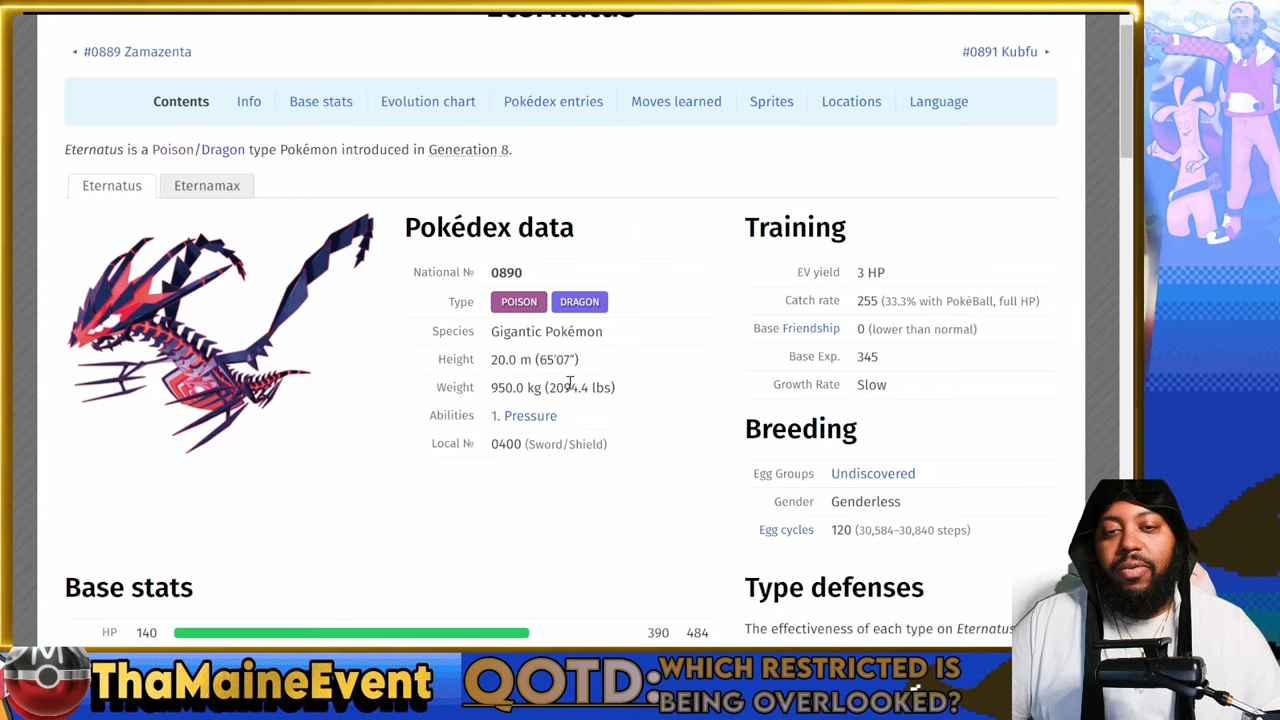 Eternatus
◂ #0889 Zamazenta
#0891 Kubfu ▸
Contents Info Base stats Evolution chart Pokédex entries Moves learned Sprites Locations Language
Eternatus is a Poison/Dragon type Pokémon introduced in Generation 8.
Eternatus Eternamax
Pokédex data
National № 0890
Type POISON DRAGON
Species Gigantic Pokémon
Height 20.0 m (65′07″)
Weight 950.0 kg (2094.4 lbs)
Abilities 1. Pressure
Local № 0400 (Sword/Shield)
Training
EV yield 3 HP
Catch rate 255 (33.3% with PokéBall, full HP)
Base Friendship 0 (lower than normal)
Base Exp. 345
Growth Rate Slow
Breeding
Egg Groups Undiscovered
Gender Genderless
Egg cycles 120 (30,584–30,840 steps)
Base stats
HP 140 390 484
Type defenses
The effectiveness of each type on Eternatus
M
ThaMaineEvent
QOTD: WHICH RESTRICTED IS
BEING OVERLOOKED?